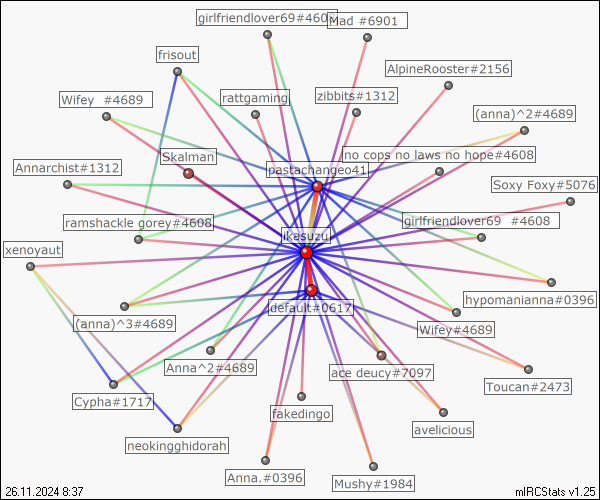 girlfriendlover69#4608
Mad #6901
frisout
AlpineRooster#2156
Wifey  #4689
rattgaming
zibbits#1312
(anna)^2#4689
Skalman
no cops no laws no hope#4608
Annarchist#1312
pastachangeo41
Soxy Foxy#5076
ramshackle gorey#4608
girlfriendlover69  #4608
ikasuzu
xenoyaut
hypomanianna#0396
default#0617
(anna)^3#4689
Wifey#4689
Anna^2#4689
ace deucy#7097
Toucan#2473
Cypha#1717
fakedingo
avelicious
neokingghidorah
Anna.#0396
Mushy#1984
26.11.2024 8:37
mIRCStats v1.25